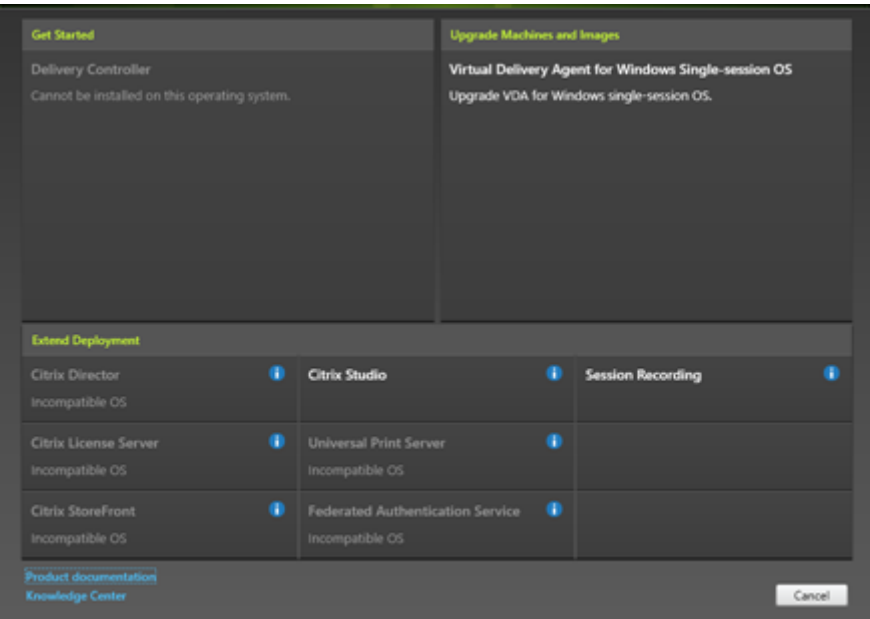 Get Started
Delivery Controller
Cannot be installed on this operating system.
Upgrade Machines and Images
Virtual Delivery Agent for Windows Single-session OS
Upgrade VDA for Windows single-session OS.
Extend Deployment
Citrix Director
Incompatible OS
Citrix Studio
Session Recording
Citrix License Server
Incompatible OS
Universal Print Server
Incompatible OS
Citrix StoreFront
Incompatible OS
Federated Authentication Service
Incompatible OS
Product documentation
Knowledge Center
Cancel